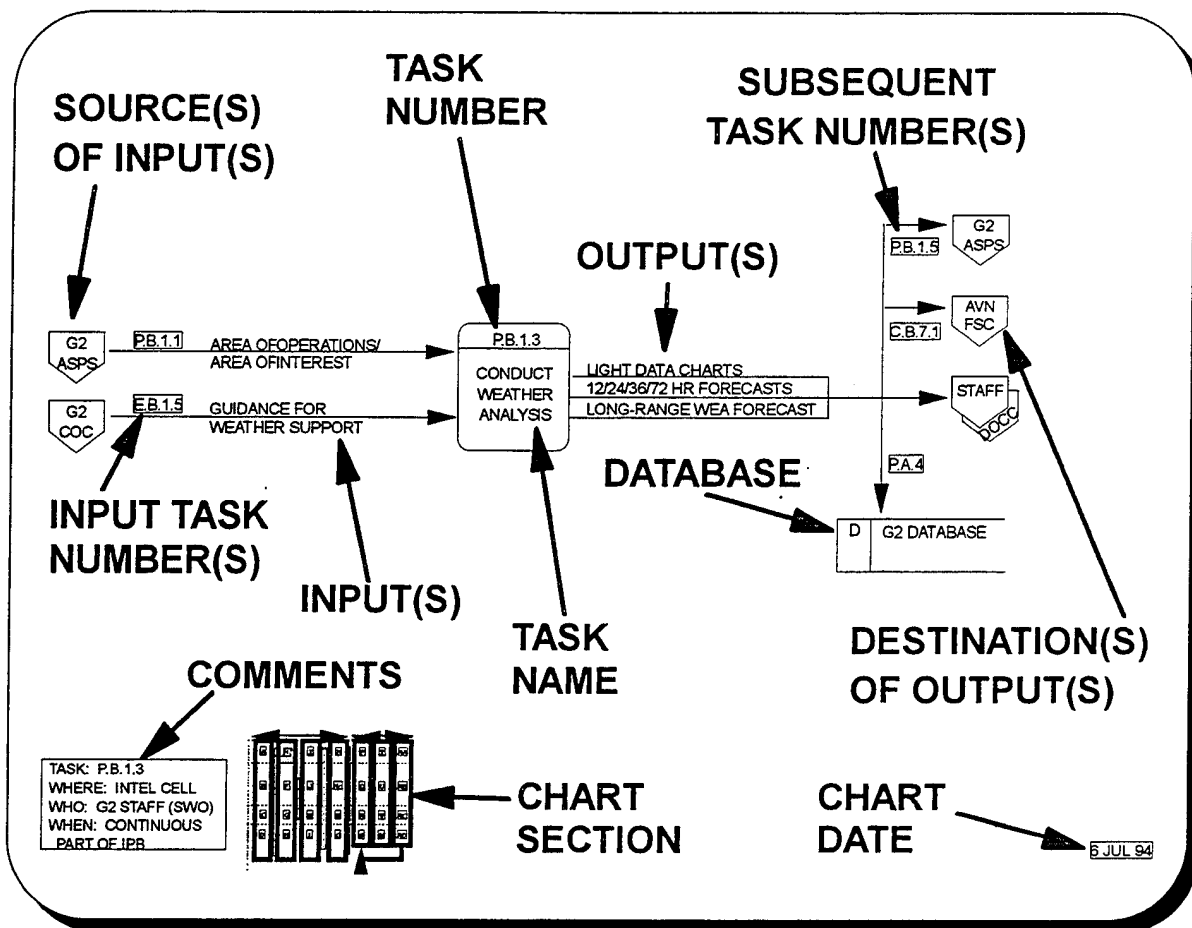 TASK
NUMBER
SUBSEQUENT
TASK NUMBER(S)
SOURCE(S)
OF INPUT(S)
OUTPUT(S)
G2
ASPS
P.B.1.5
AVN
FSC
C.B.7.1
G2
ASPS
P.B.1.1
AREA OFOPERATIONS/
AREA OFINTEREST
P.B.1.3
CONDUCT
WEATHER
ANALYSIS
LIGHT DATA CHARTS
12/24/36/72 HR FORECASTS
LONG-RANGE WEA FORECAST
STAFF
DOCC
G2
COC
E.B.1.5
GUIDANCE FOR
WEATHER SUPPORT
P.A.4
DATABASE
D
G2 DATABASE
INPUT TASK
NUMBER(S)
INPUT(S)
TASK
NAME
DESTINATION(S)
OF OUTPUT(S)
COMMENTS
TASK: P.B.1.3
WHERE: INTEL CELL
WHO: G2 STAFF (SWO)
WHEN: CONTINUOUS
PART OF IPB
CHART
SECTION
CHART
DATE
6 JUL 94